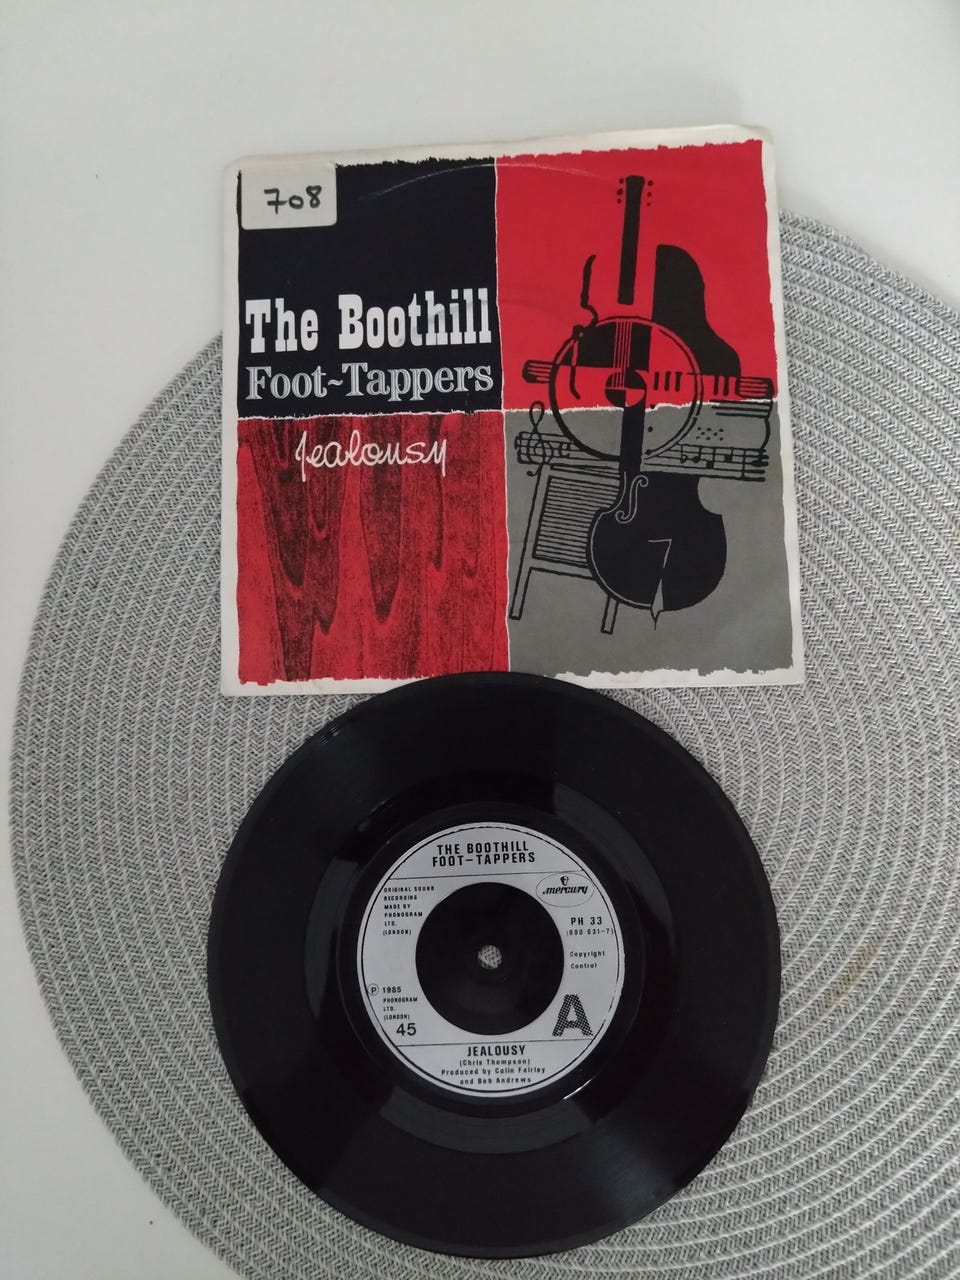 708
The Boothill
Foot~Tappers
Jealousy
THE BOOTHILL
FOOT-TAPPERS
ORIGINAL SOUND
RECORDING
MADE BY
PHONOGRAM
LTD.
(LONDON)
mercury
PH 33
(880 631-7)
Copyright
Control
Ⓟ 1985
PHONOGRAM
LTD.
(LONDON)
45
A
JEALOUSY
(Chris Thompson)
Produced by Colin Fairley
and Bob Andrews